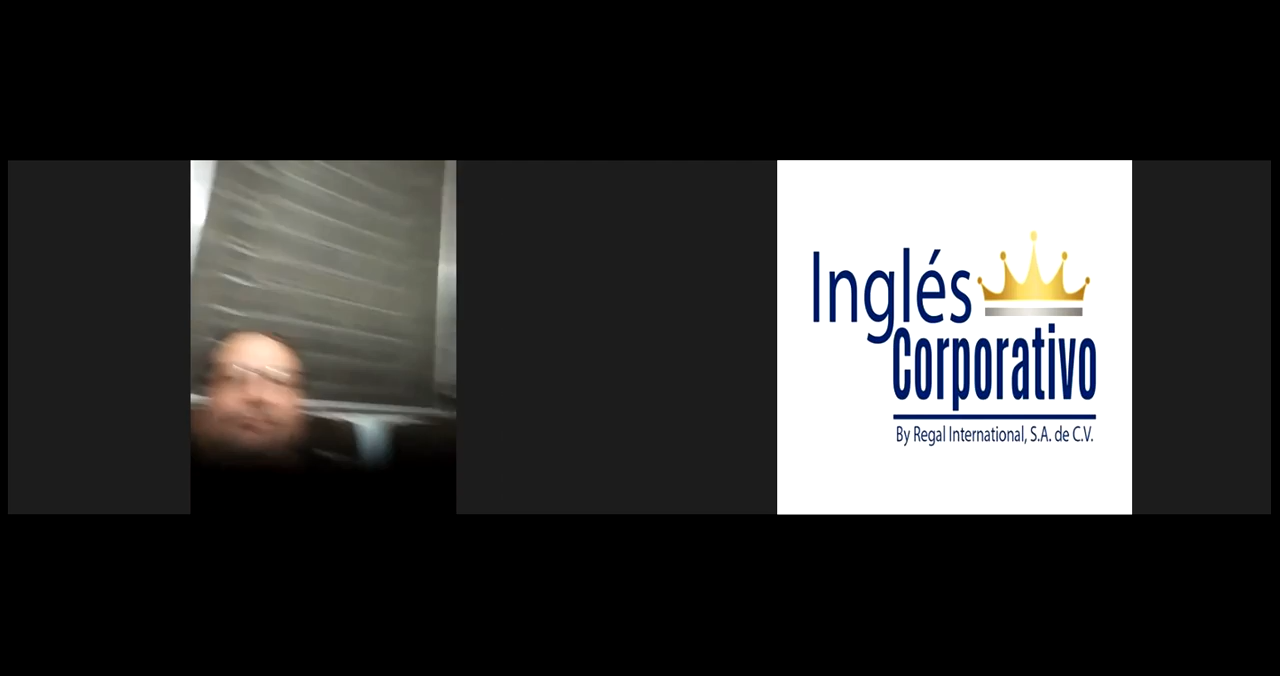 Inglés
Corporativo
By Regal International, S.A. de C.V.